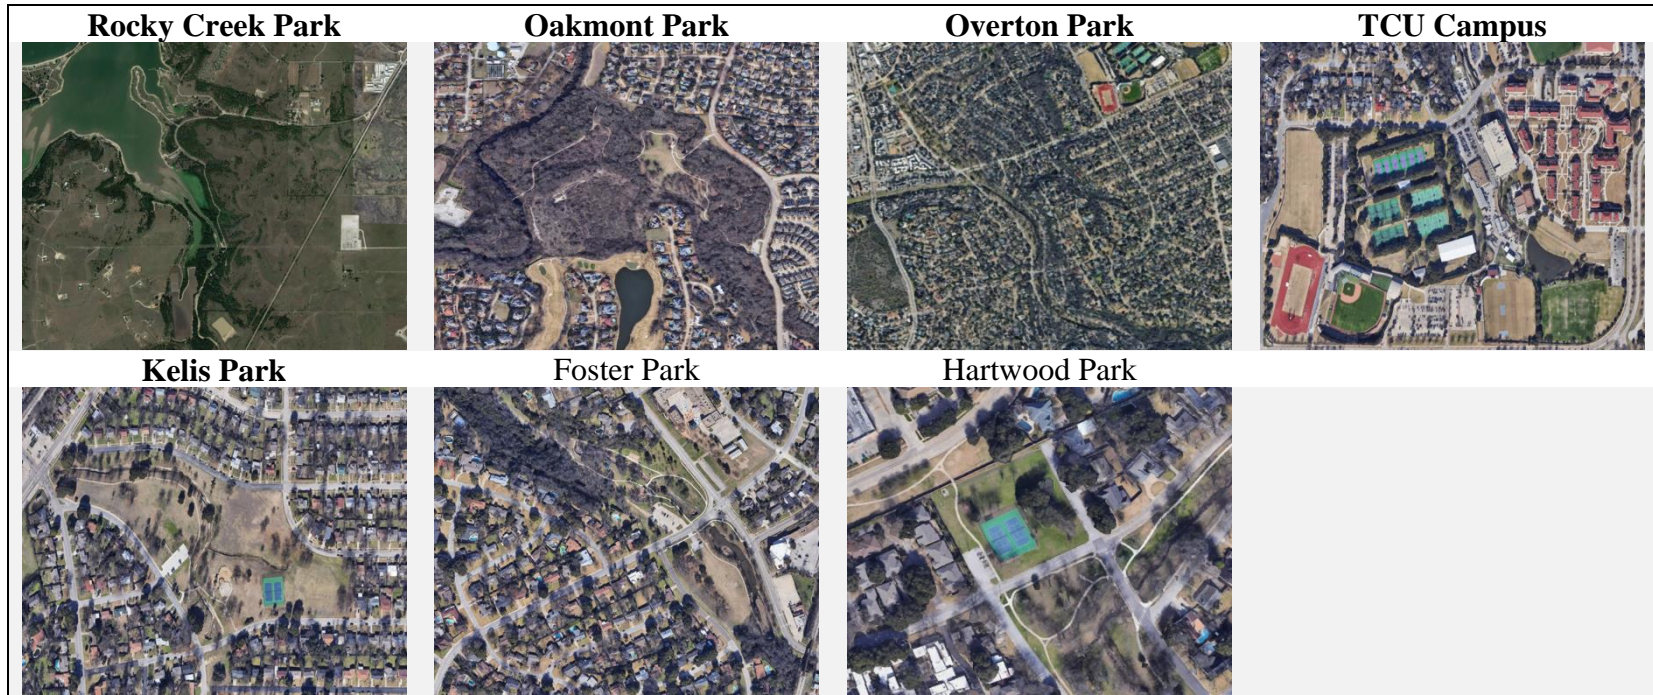 Rocky Creek Park
Oakmont Park
Overton Park
TCU Campus
Kelis Park
Foster Park
Hartwood Park